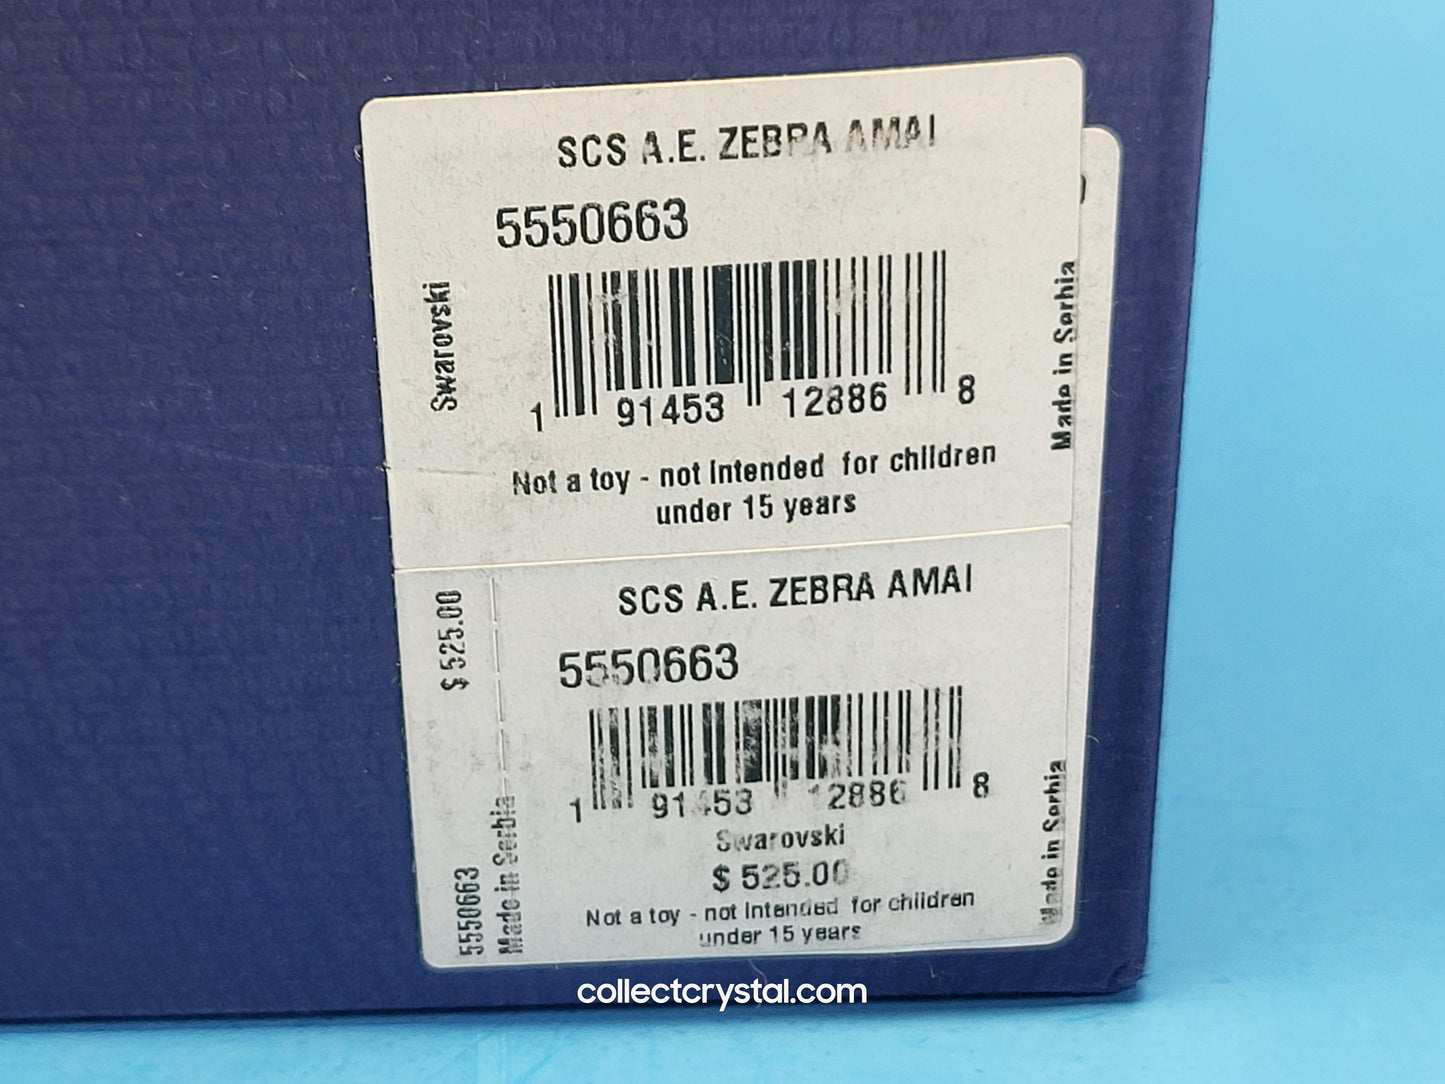 SCS A.E. ZEBRA AMAI
5550663
Swarovski
Made in Serbia
1 91453 12886 8
Not a toy - not intended for children
under 15 years
SCS A.E. ZEBRA AMAI
5550663
$ 525.00
5550663
Made in Serbia
1 91453 12886 8
Swarovski
$ 525.00
Not a toy - not intended for children
under 15 years
Made in Serbia
collectcrystal.com